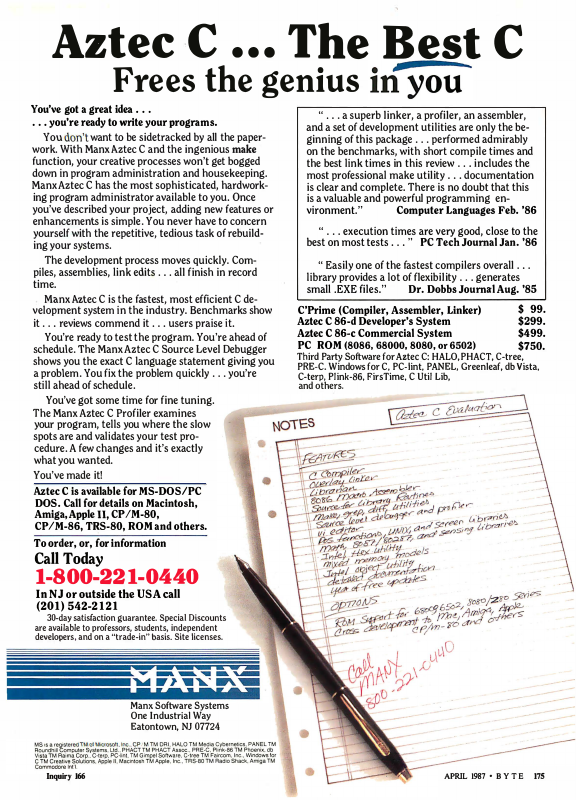 Aztec C ... The Best C
Frees the genius in you
You've got a great idea . . .
. . . you're ready to write your programs.
You don't want to be sidetracked by all the paper-
work. With Manx Aztec C and the ingenious make
function, your creative processes won't get bogged
down in program administration and housekeeping.
Manx Aztec C has the most sophisticated, hardwork-
ing program administrator available to you. Once
you've described your project, adding new features or
enhancements is simple. You never have to concern
yourself with the repetitive, tedious task of rebuild-
ing your systems.
The development process moves quickly. Com-
piles, assemblies, link edits . . . all finish in record
time.
Manx Aztec C is the fastest, most efficient C de-
velopment system in the industry. Benchmarks show
it . . . reviews commend it . . . users praise it.
You're ready to test the program. You're ahead of
schedule. The Manx Aztec C Source Level Debugger
shows you the exact C language statement giving you
a problem. You fix the problem quickly . . . you're
still ahead of schedule.
You've got some time for fine tuning.
The Manx Aztec C Profiler examines
your program, tells you where the slow
spots are and validates your test pro-
cedure. A few changes and it's exactly
what you wanted.
You've made it!
Aztec C is available for MS-DOS/PC
DOS. Call for details on Macintosh,
Amiga, Apple 11, CP/M-80,
CP/M-86, TRS-80, ROM and others.
To order, or, for information
Call Today
1-800-221-0440
In NJ or outside the USA call
(201) 542-2121
30-day satisfaction guarantee. Special Discounts
are available to professors, students, independent
developers, and on a "trade-in" basis. Site licenses.
MANX
Manx Software Systems
One Industrial Way
Eatontown, NJ 07724
MS is a registered TM of Microsoft, Inc., CP/M TM DRI, HALO TM Media Cybernetics, PANEL TM
Roundhill Computer Systems, Ltd., PHACT TM PHACT Assoc., PRE-C, Plink-86 TM Phoenix, db
Vista TM Raima Corp., C-terp, PC-lint, TM Gimpel Software, C-tree TM Faircom, Inc., Windows for
C TM Creative Solutions, Apple II, Macintosh TM Apple, Inc., TRS-80 TM Radio Shack, Amiga TM
Commodore Int'l.
Inquiry 166
" . . . a superb linker, a profiler, an assembler,
and a set of development utilities are only the be-
ginning of this package . . . performed admirably
on the benchmarks, with short compile times and
the best link times in this review . . . includes the
most professional make utility . . . documentation
is clear and complete. There is no doubt that this
is a valuable and powerful programming en-
vironment." Computer Languages Feb. '86
" . . . execution times are very good, close to the
best on most tests . . . " PC Tech Journal Jan. '86
" Easily one of the fastest compilers overall . . .
library provides a lot of flexibility . . . generates
small .EXE files." Dr. Dobbs Journal Aug. '85
C'Prime (Compiler, Assembler, Linker) $ 99.
Aztec C 86-d Developer's System $299.
Aztec C 86-c Commercial System $499.
PC ROM (8086, 68000, 8080, or 6502) $750.
Third Party Software for Aztec C: HALO, PHACT, C-tree,
PRE-C. Windows for C, PC-lint, PANEL, Greenleaf, db Vista,
C-terp, Plink-86, FirsTime, C Util Lib,
and others.
NOTES
Aztec C Evaluation
FEATURES
C Compiler
overlay linker
Librarian
8086 Macro Assembler
Source for Library Routines
Make, grep, diff, utilities
Source level debugger and profiler
vi editor
Dos functions, UNIX, and screen libraries
Math, 8087/80287, and sensing libraries
Intel Hex utility
mixed memory models
Intel object utility
detailed documentation
year of free updates
OPTIONS
ROM Support for 68000, 6502, 8080/Z80 Series
Cross development to Mac, Amiga, Apple
CP/M-80 and others
Call
MANX
800-221-0440
APRIL 1987 • BYTE 175